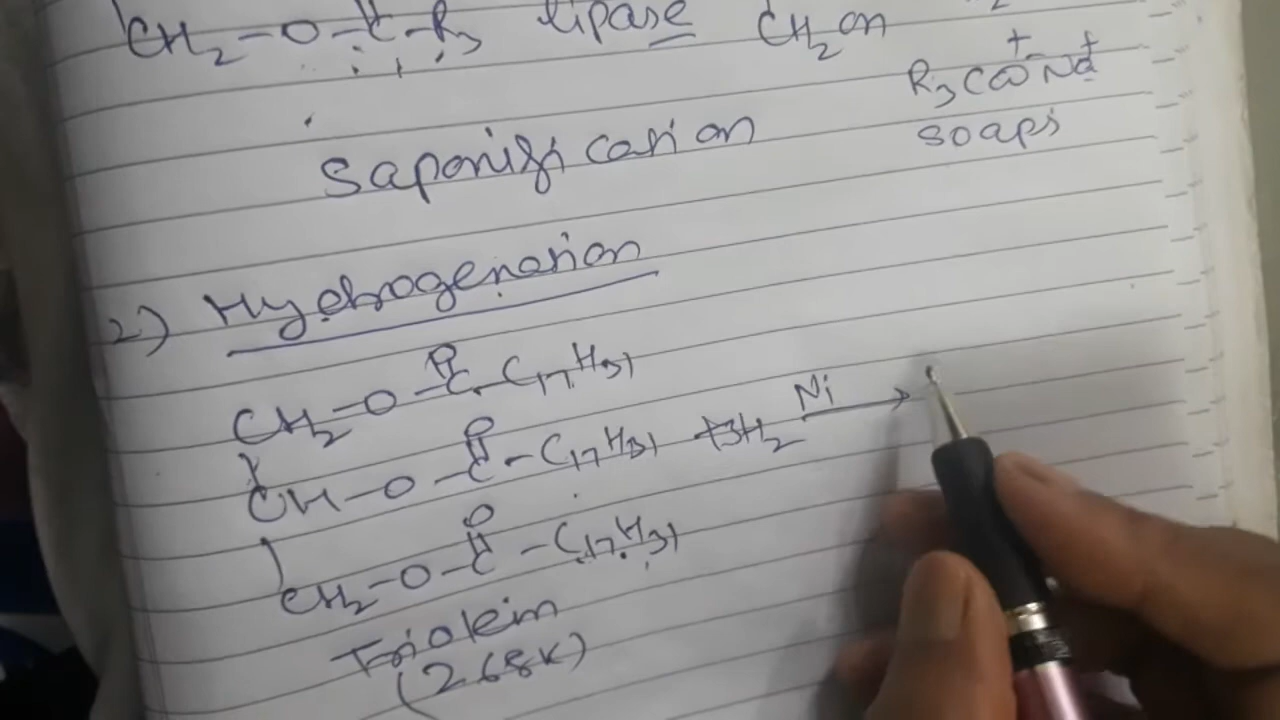 CH2-O-C-R3 lipase CH2OH
R3COO Na+
soaps
Saponification
2) Hydrogenation
CH2-O-C-C17H31
O
CH-O-C-C17H31 +3H2 Ni →
O
CH2-O-C-C17H31
O
Triolein
(268K)